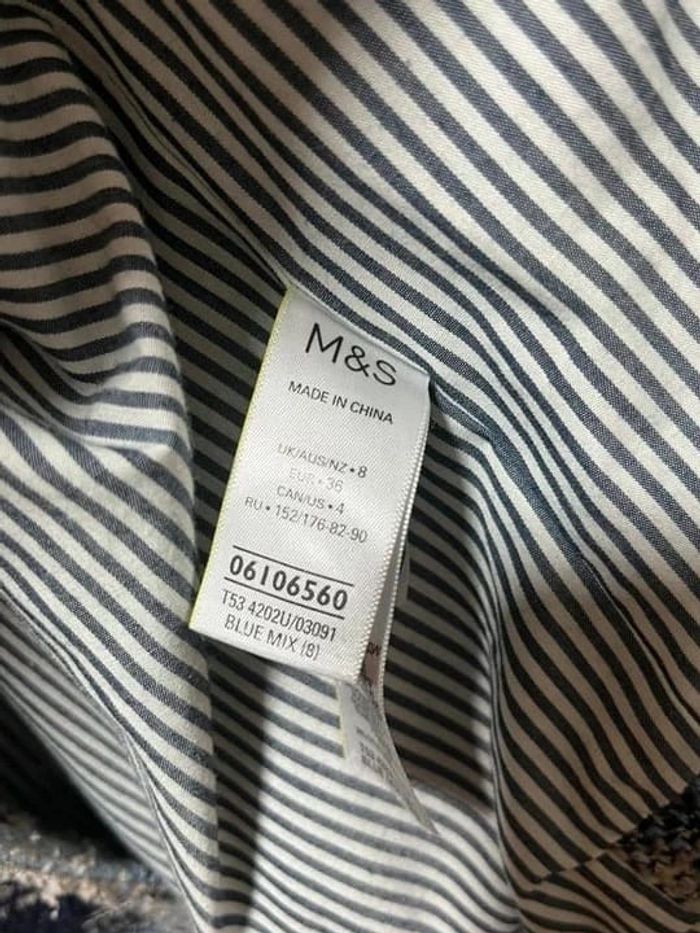 M&S
MADE IN CHINA
UK/AUS/NZ • 8
EUR • 36
CAN/US • 4
RU • 152/176-82-90
06106560
T53 4202U/03091
BLUE MIX (8)